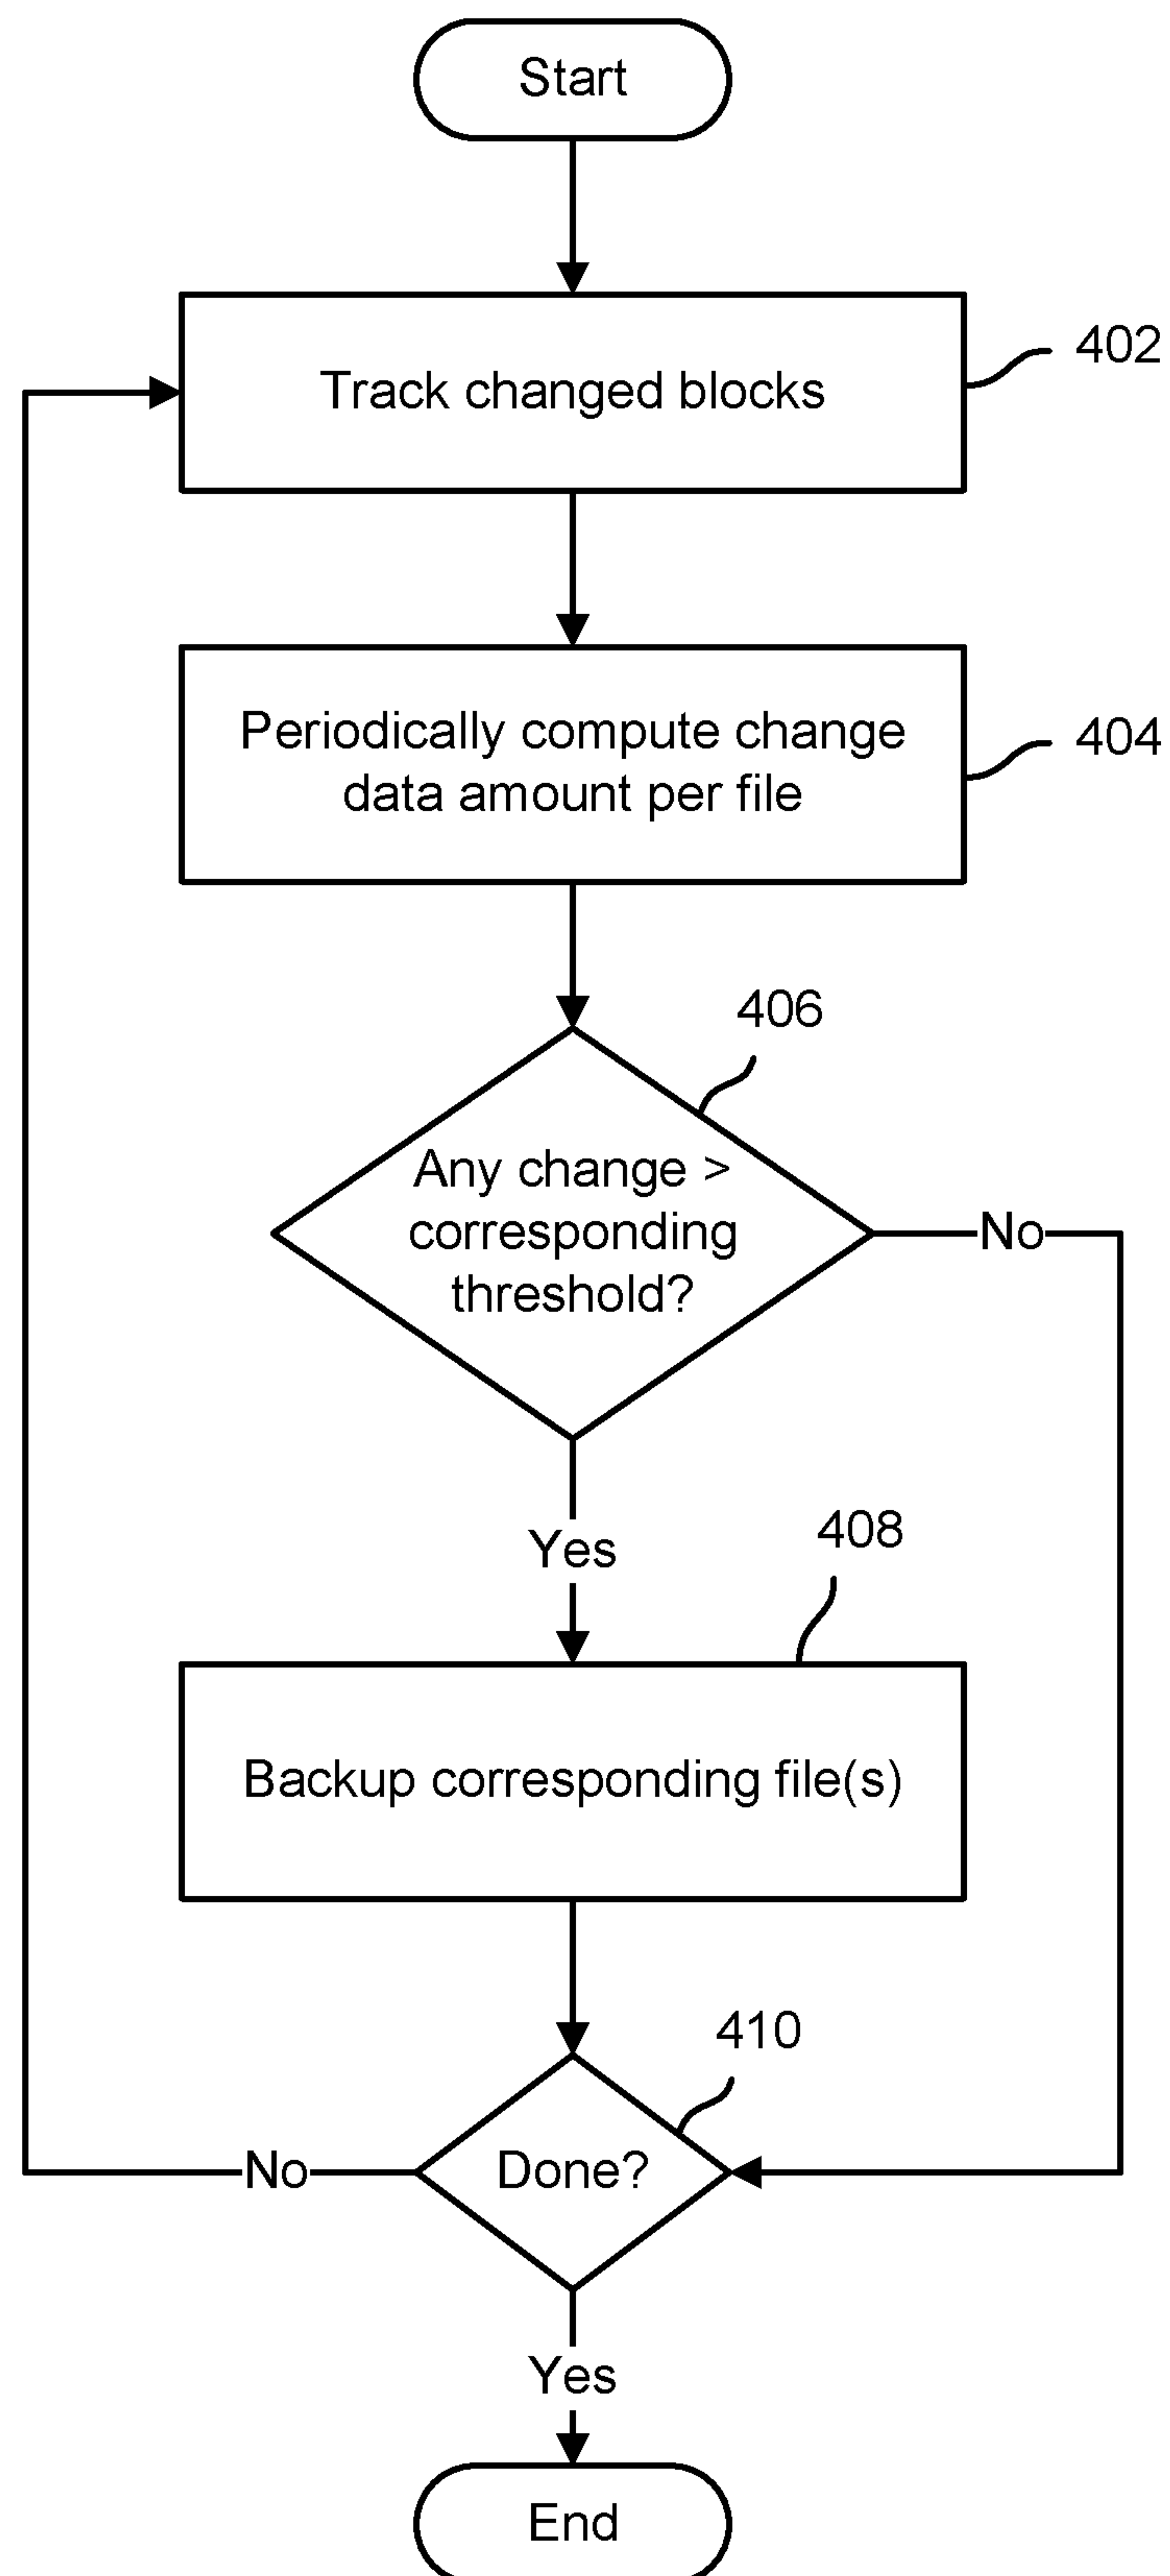 Start
Track changed blocks
402
Periodically compute change
data amount per file
404
406
Any change >
corresponding
threshold?
No
Yes
408
Backup corresponding file(s)
410
Done?
No
Yes
End